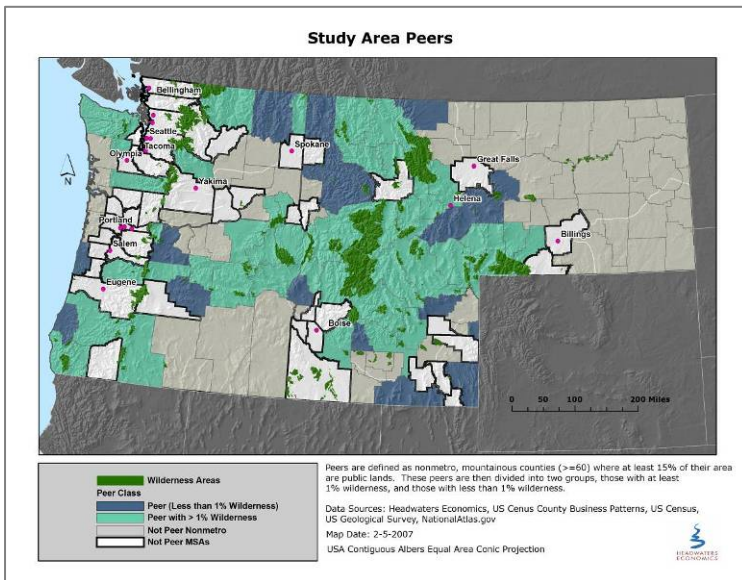 Study Area Peers
Bellingham
Seattle
Tacoma
Olympia
Spokane
Yakima
Great Falls
Helena
Portland
Salem
Billings
Eugene
Boise
N
0 50 100 200 Miles
Wilderness Areas
Peer Class
Peer (Less than 1% Wilderness)
Peer with > 1% Wilderness
Not Peer Nonmetro
Not Peer MSAs
Peers are defined as nonmetro, mountainous counties (>=60) where at least 15% of their area
are public lands. These peers are then divided into two groups, those with at least
1% wilderness, and those with less than 1% wilderness.
Data Sources: Headwaters Economics, US Cenus County Business Patterns, US Census,
US Geological Survey, NationalAtlas.gov
Map Date: 2-5-2007
USA Contiguous Albers Equal Area Conic Projection
HEADWATERS
ECONOMICS